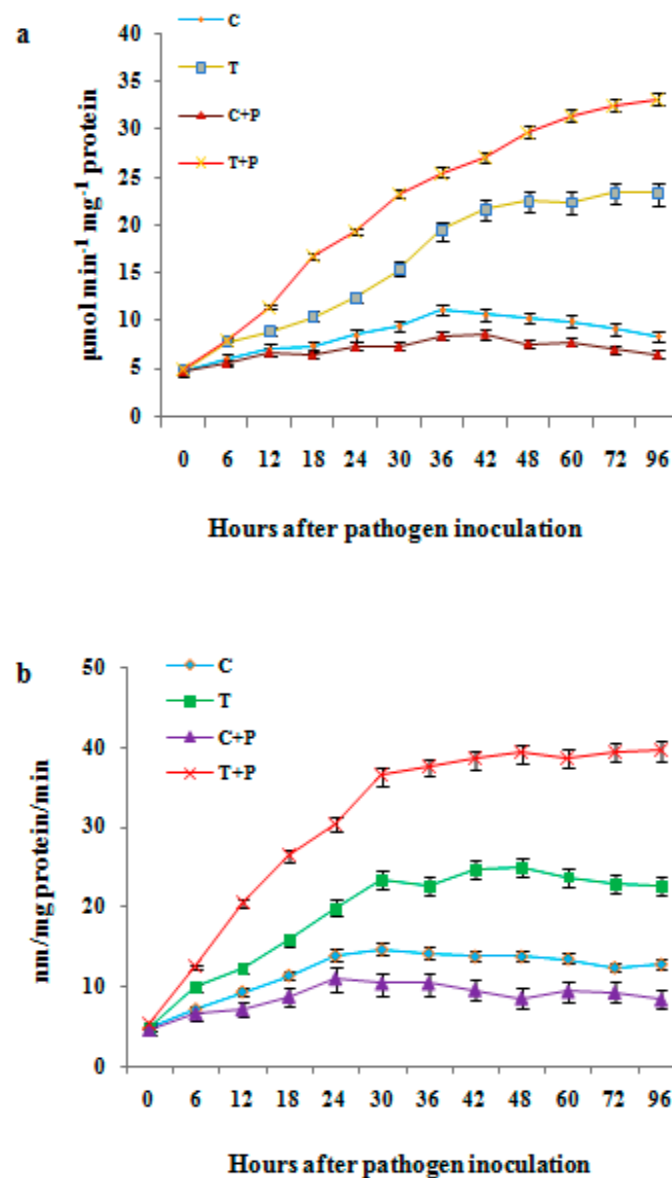 a
C
T
C+P
T+P
40
35
30
25
20
15
10
5
0
µmol min⁻¹ mg⁻¹ protein
0 6 12 18 24 30 36 42 48 60 72 96
Hours after pathogen inoculation
b
C
T
C+P
T+P
50
40
30
20
10
0
nm/mg protein/min
0 6 12 18 24 30 36 42 48 60 72 96
Hours after pathogen inoculation